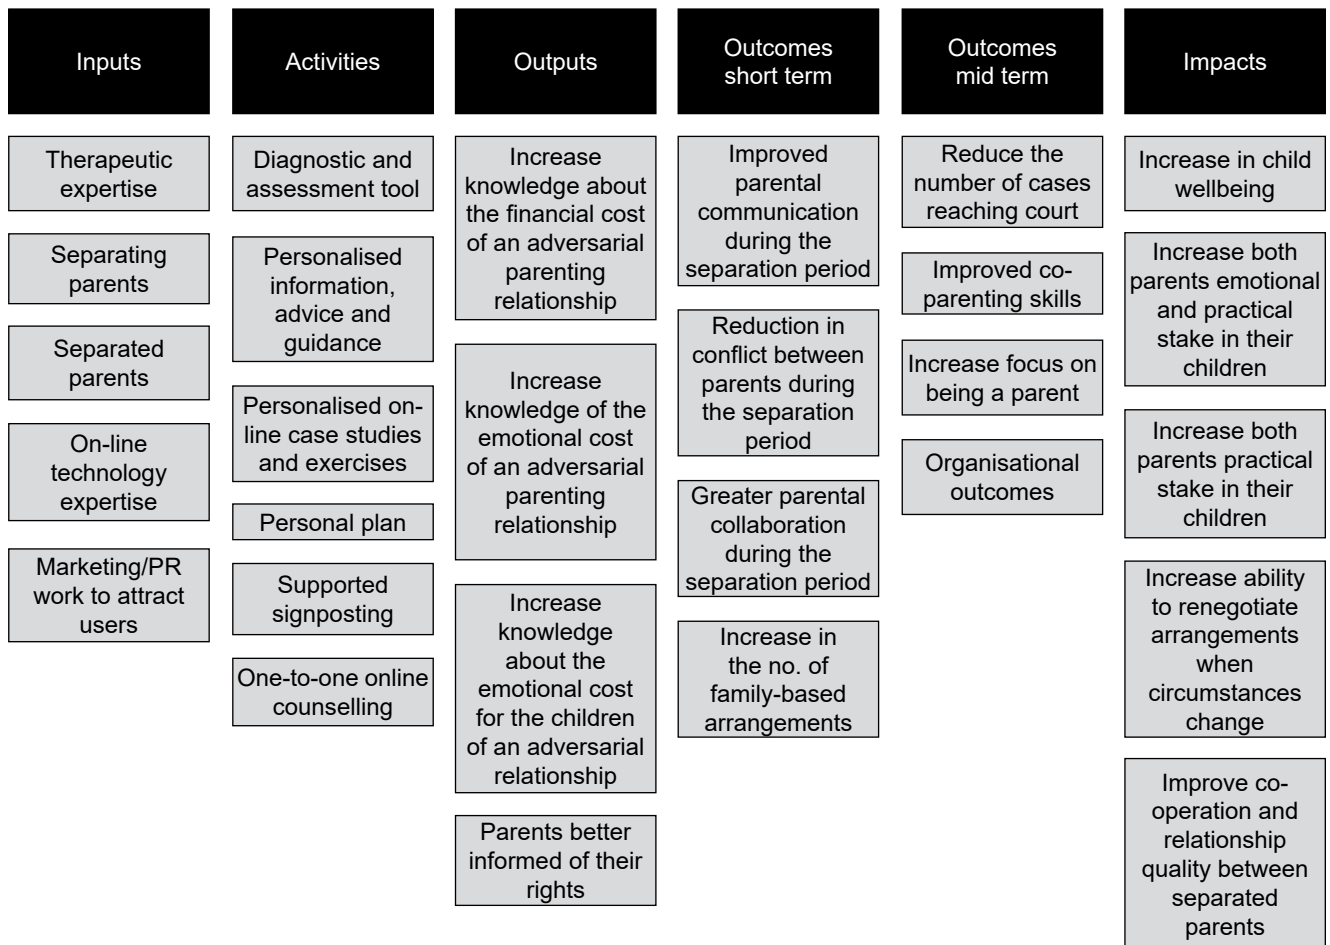 Inputs
Activities
Outputs
Outcomes
short term
Outcomes
mid term
Impacts
Therapeutic
expertise
Separating
parents
Separated
parents
On-line
technology
expertise
Marketing/PR
work to attract
users
Diagnostic and
assessment tool
Personalised
information,
advice and
guidance
Personalised on-
line case studies
and exercises
Personal plan
Supported
signposting
One-to-one online
counselling
Increase
knowledge about
the financial cost
of an adversarial
parenting
relationship
Increase
knowledge of the
emotional cost
of an adversarial
parenting
relationship
Increase
knowledge
about the
emotional cost
for the children
of an adversarial
relationship
Parents better
informed of their
rights
Improved
parental
communication
during the
separation period
Reduction in
conflict between
parents during
the separation
period
Greater parental
collaboration
during the
separation period
Increase in
the no. of
family-based
arrangements
Reduce the
number of cases
reaching court
Improved co-
parenting skills
Increase focus on
being a parent
Organisational
outcomes
Increase in child
wellbeing
Increase both
parents emotional
and practical
stake in their
children
Increase both
parents practical
stake in their
children
Increase ability
to renegotiate
arrangements
when
circumstances
change
Improve co-
operation and
relationship
quality between
separated
parents